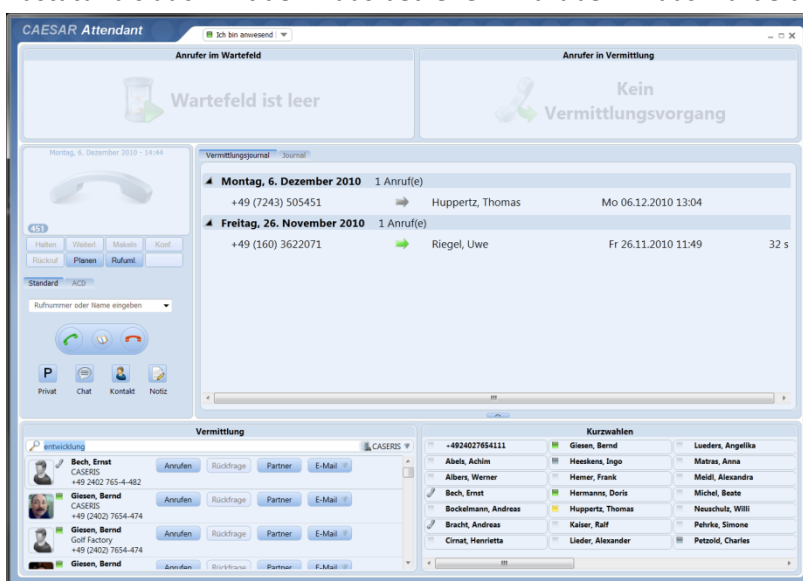 CAESAR Attendant
Ich bin anwesend
Anrufer im Wartefeld
Anrufer in Vermittlung
Wartefeld ist leer
Kein
Vermittlungsvorgang
Montag, 6. Dezember 2010 - 14:44
451
Halten Weiterl. Makeln Konf.
Rückruf Planen Rufuml.
Standard ACD
Rufnummer oder Name eingeben
P
Privat Chat Kontakt Notiz
Vermittlungsjournal Journal
Montag, 6. Dezember 2010 1 Anruf(e)
+49 (7243) 505451 Huppertz, Thomas Mo 06.12.2010 13:04
Freitag, 26. November 2010 1 Anruf(e)
+49 (160) 3622071 Riegel, Uwe Fr 26.11.2010 11:49 32 s
Vermittlung
entwicklung CASERIS
Bech, Ernst
CASERIS
+49 2402 765-4-482
Anrufen Rückfrage Partner E-Mail
Giesen, Bernd
CASERIS
+49 (2402) 7654-474
Anrufen Rückfrage Partner E-Mail
Giesen, Bernd
Golf Factory
+49 (2402) 7654-474
Anrufen Rückfrage Partner E-Mail
Giesen, Bernd
Anrufen Rückfrage Partner E-Mail
Kurzwahlen
+4924027654111 Giesen, Bernd Lueders, Angelika
Abels, Achim Heeskens, Ingo Matras, Anna
Albers, Werner Hemer, Frank Meidl, Alexandra
Bech, Ernst Hermanns, Doris Michel, Beate
Bockelmann, Andreas Huppertz, Thomas Neuschulz, Willi
Bracht, Andreas Kaiser, Ralf Pehrke, Simone
Cirnat, Henrietta Lieder, Alexander Petzold, Charles